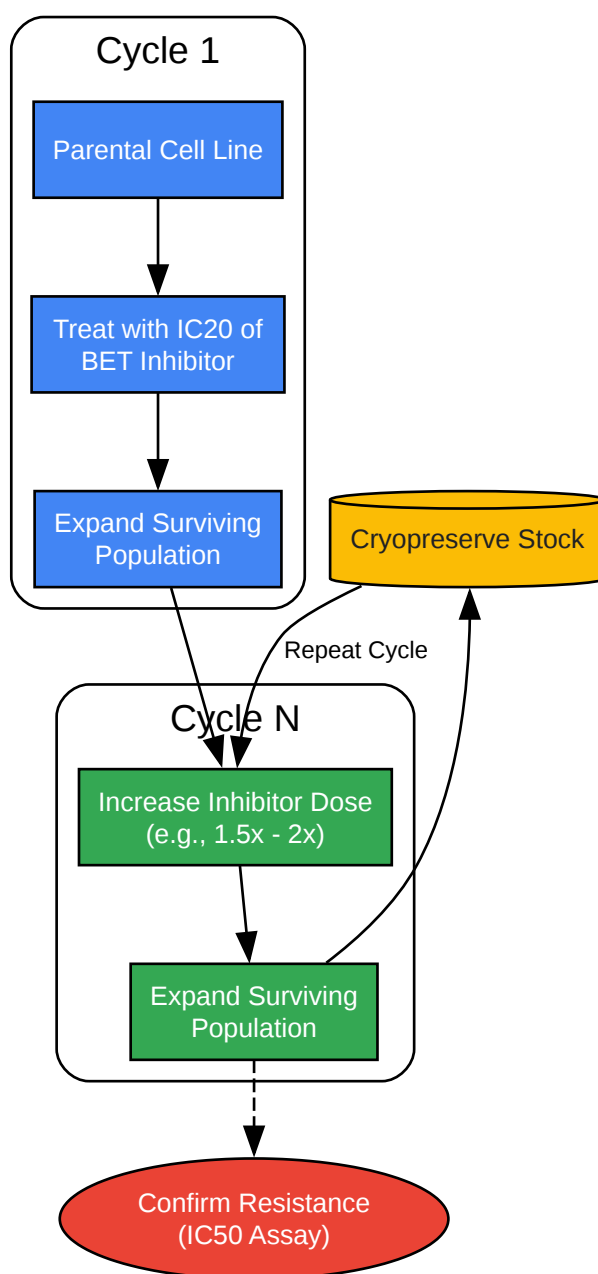 Cycle 1
Parental Cell Line
Treat with IC20 of
BET Inhibitor
Expand Surviving
Population
Cryopreserve Stock
Repeat Cycle
Cycle N
Increase Inhibitor Dose
(e.g., 1.5x - 2x)
Expand Surviving
Population
Confirm Resistance
(IC50 Assay)